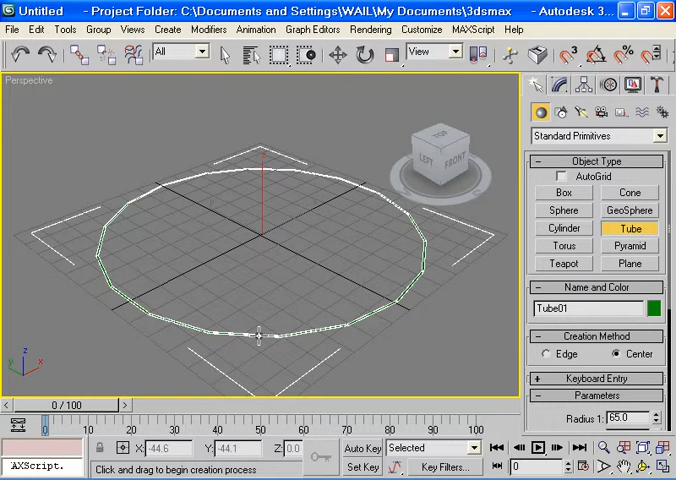 Untitled - Project Folder: C:\Documents and Settings\WAIL\My Documents\3dsmax - Autodesk 3...
File Edit Tools Group Views Create Modifiers Animation Graph Editors Rendering Customize MAXScript Help
All View
Perspective
TOP
LEFT FRONT
Standard Primitives
Object Type
AutoGrid
Box Cone
Sphere GeoSphere
Cylinder Tube
Torus Pyramid
Teapot Plane
Name and Color
Tube01
Creation Method
Edge Center
Keyboard Entry
Parameters
Radius 1: 65.0
z
y x
0 / 100
0 10 20 30 40 50 60 70 80 90 100
X: -44.6 Y: -44.1 Z: 0.0 Auto Key Selected
AXScript. Click and drag to begin creation process Set Key Key Filters... 0